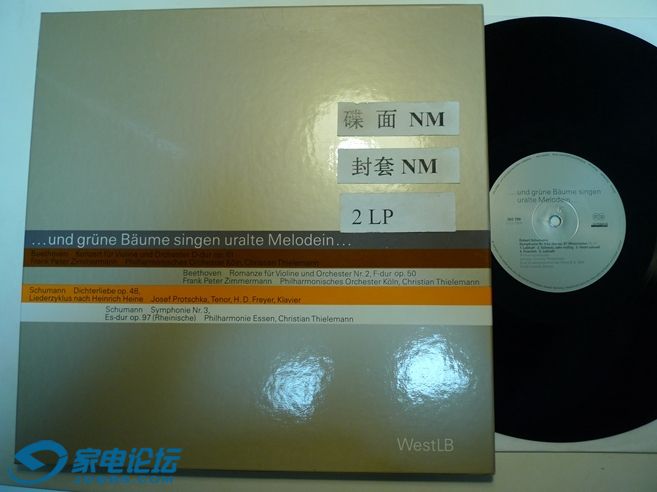 碟 面 NM
封套 NM
2 LP
...und grüne Bäume singen uralte Melodein...
Beethoven Konzert für Violine und Orchester D-dur op. 61
Frank Peter Zimmermann Philharmonisches Orchester Köln, Christian Thielemann
Beethoven Romanze für Violine und Orchester Nr. 2, F-dur op. 50
Frank Peter Zimmermann Philharmonisches Orchester Köln, Christian Thielemann
Schumann Dichterliebe op. 48,
Liederzyklus nach Heinrich Heine Josef Protschka, Tenor, H. D. Freyer, Klavier
Schumann Symphonie Nr. 3,
Es-dur op. 97 (Rheinische) Philharmonie Essen, Christian Thielemann
WestLB
...und grüne Bäume singen
uralte Melodein...
Robert Schumann
家电论坛